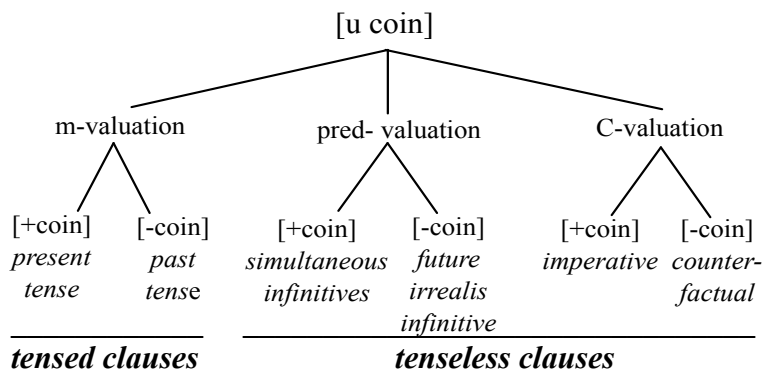 [u coin]
m-valuation pred- valuation C-valuation
[+coin] [-coin] [+coin] [-coin] [+coin] [-coin]
present past simultaneous future imperative counter-
tense tense infinitives irrealis factual
infinitive
tensed clauses tenseless clauses